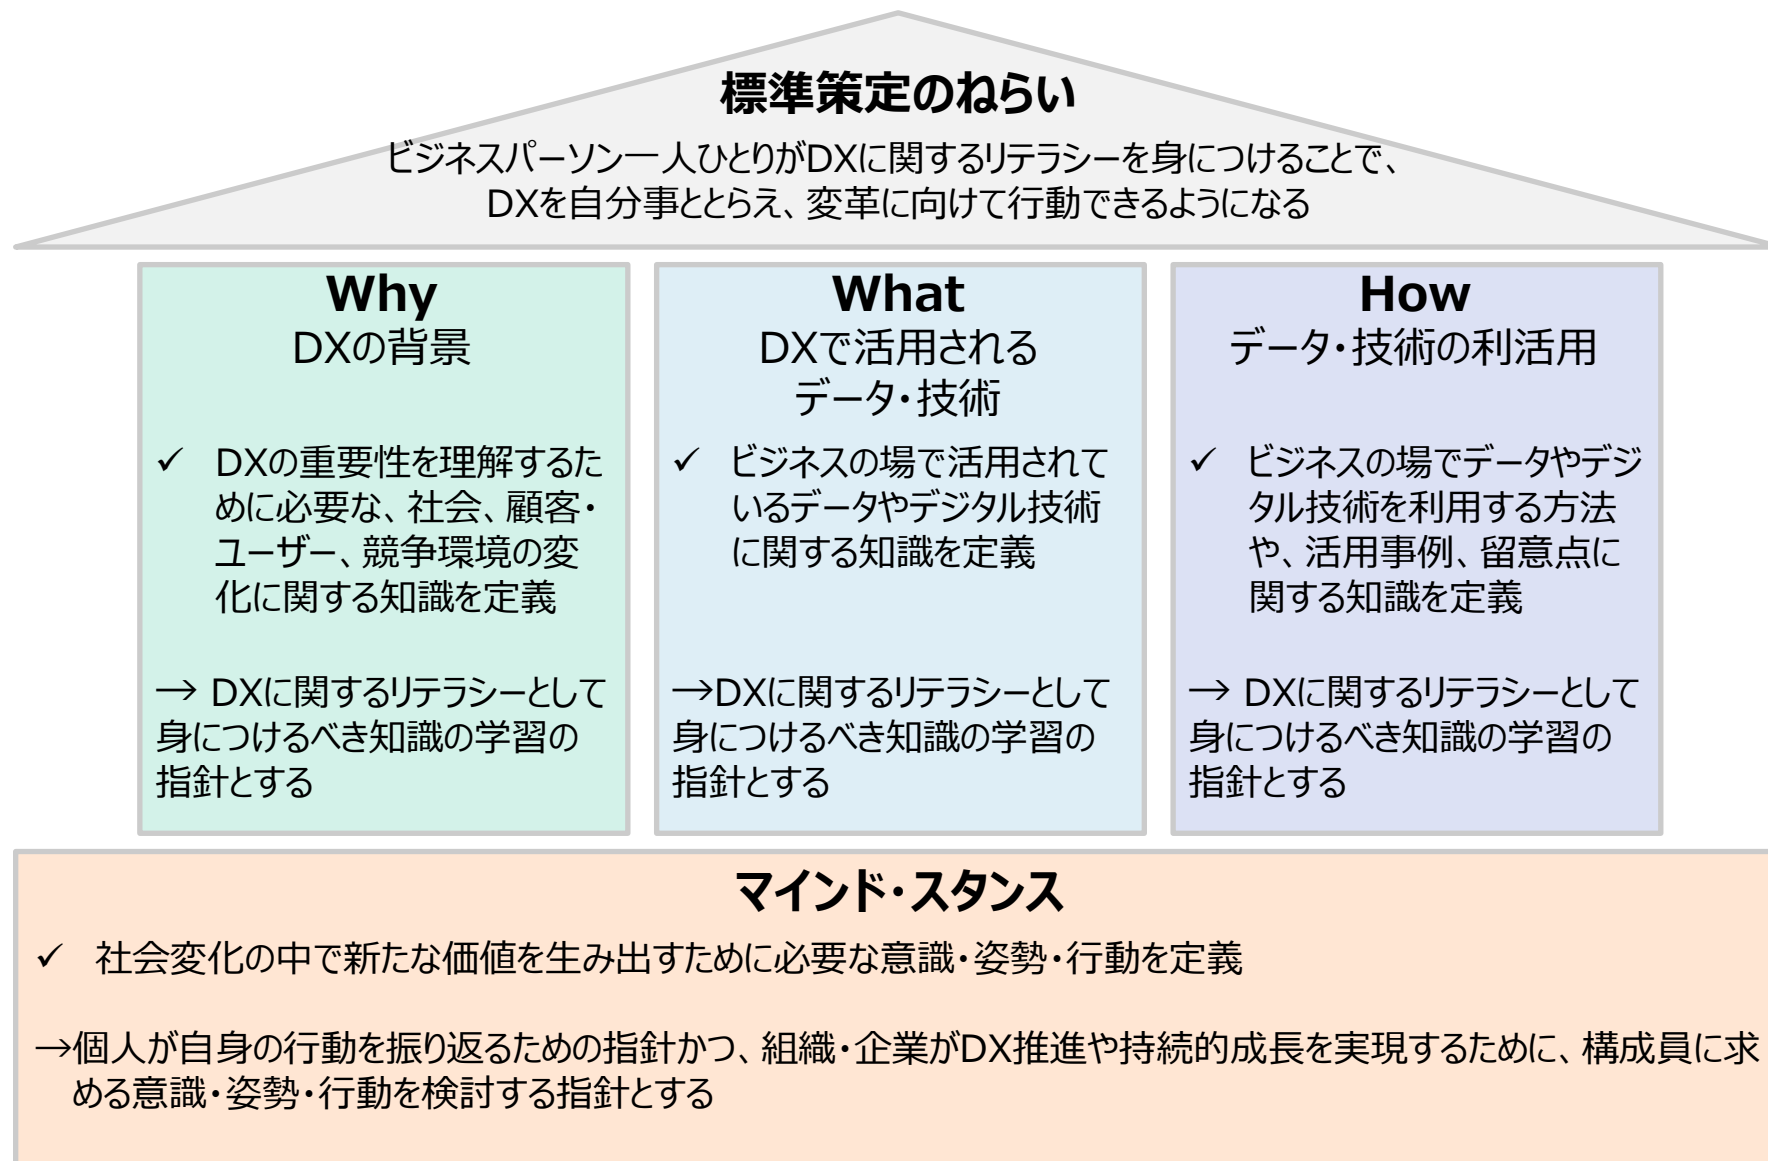 標準策定のねらい
ビジネスパーソン一人ひとりがDXに関するリテラシーを身につけることで、
DXを自分事ととらえ、変革に向けて行動できるようになる
Why
DXの背景
✓ DXの重要性を理解するた
めに必要な、社会、顧客・
ユーザー、競争環境の変
化に関する知識を定義
→ DXに関するリテラシーとして
身につけるべき知識の学習の
指針とする
What
DXで活用される
データ・技術
✓ ビジネスの場で活用されて
いるデータやデジタル技術
に関する知識を定義
→DXに関するリテラシーとして
身につけるべき知識の学習の
指針とする
How
データ・技術の利活用
✓ ビジネスの場でデータやデジ
タル技術を利用する方法
や、活用事例、留意点に
関する知識を定義
→ DXに関するリテラシーとして
身につけるべき知識の学習の
指針とする
マインド・スタンス
✓ 社会変化の中で新たな価値を生み出すために必要な意識・姿勢・行動を定義
→個人が自身の行動を振り返るための指針かつ、組織・企業がDX推進や持続的成長を実現するために、構成員に求
める意識・姿勢・行動を検討する指針とする